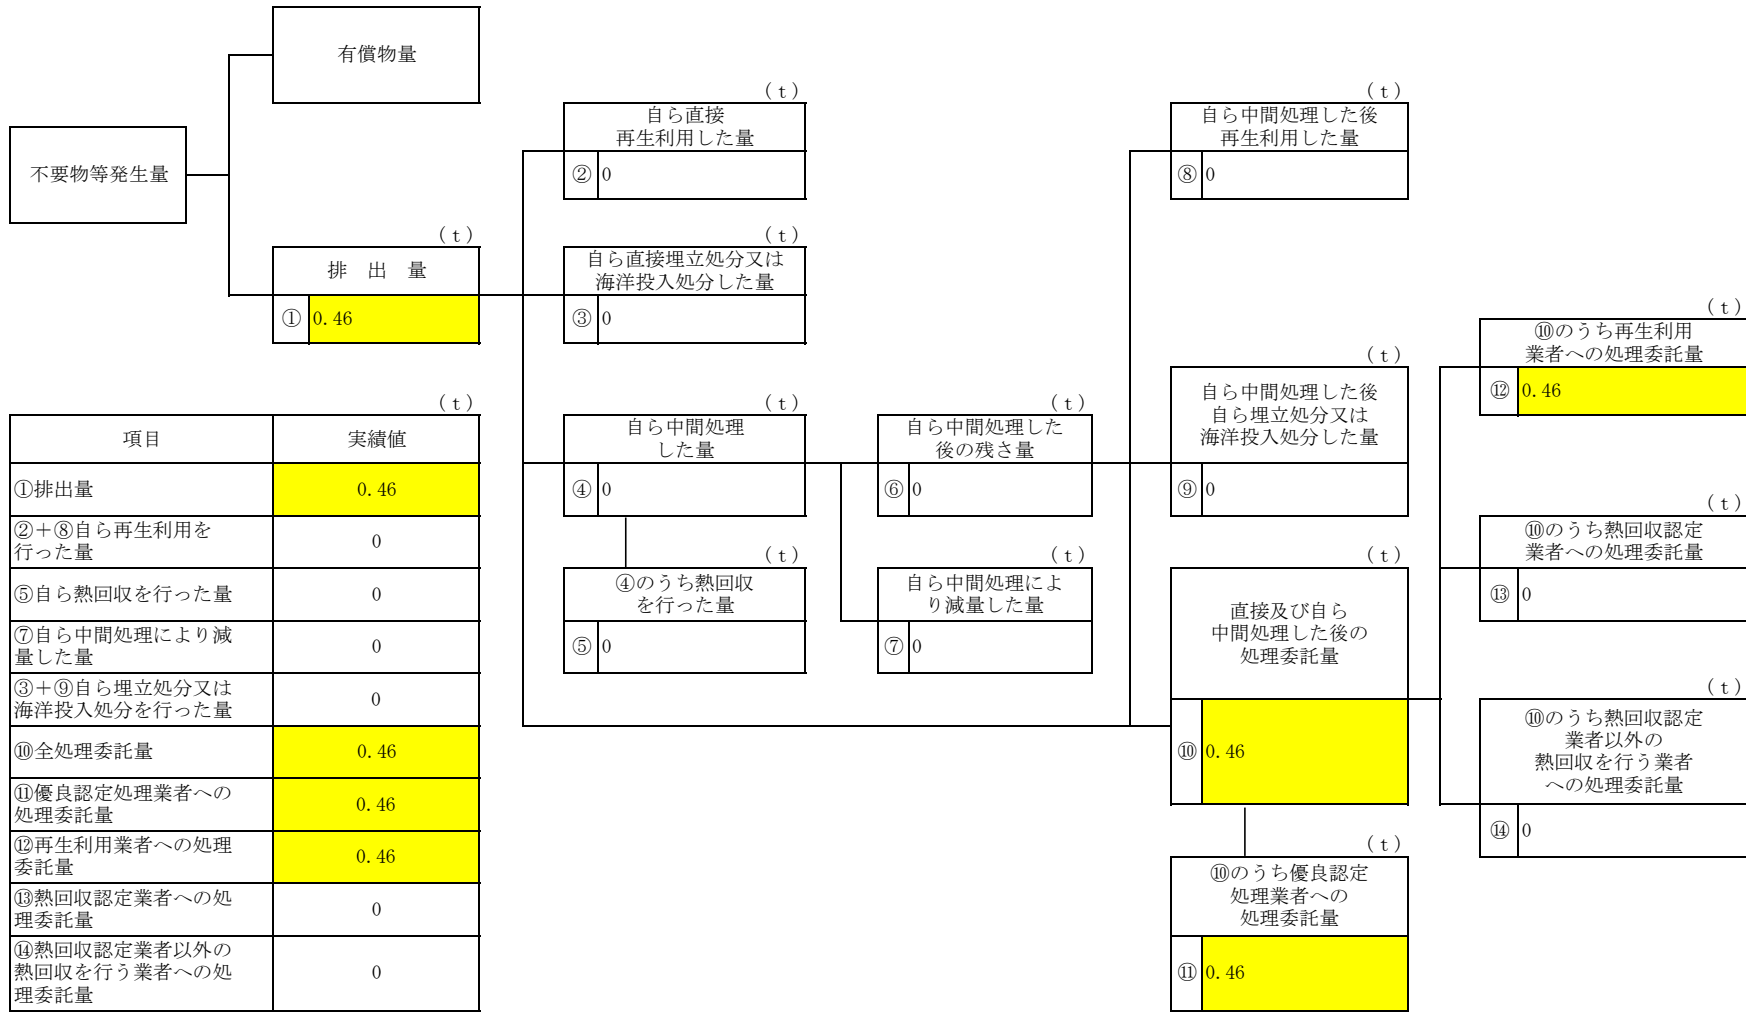 有償物量
不要物等発生量
(t)
排 出 量
① 0.46
(t)
自ら直接
再生利用した量
② 0
(t)
自ら直接埋立処分又は
海洋投入処分した量
③ 0
(t)
自ら中間処理
した量
④ 0
(t)
④のうち熱回収
を行った量
⑤ 0
(t)
自ら中間処理した
後の残さ量
⑥ 0
(t)
自ら中間処理によ
り減量した量
⑦ 0
(t)
自ら中間処理した後
再生利用した量
⑧ 0
(t)
自ら中間処理した後
自ら埋立処分又は
海洋投入処分した量
⑨ 0
(t)
直接及び自ら
中間処理した後の
処理委託量
⑩ 0.46
(t)
⑩のうち優良認定
処理業者への
処理委託量
⑪ 0.46
(t)
⑩のうち再生利用
業者への処理委託量
⑫ 0.46
(t)
⑩のうち熱回収認定
業者への処理委託量
⑬ 0
(t)
⑩のうち熱回収認定
業者以外の
熱回収を行う業者
への処理委託量
⑭ 0
(t)
項目 実績値
①排出量 0.46
②+⑧自ら再生利用を
行った量 0
⑤自ら熱回収を行った量 0
⑦自ら中間処理により減
量した量 0
③+⑨自ら埋立処分又は
海洋投入処分を行った量 0
⑩全処理委託量 0.46
⑪優良認定処理業者への
処理委託量 0.46
⑫再生利用業者への処理
委託量 0.46
⑬熱回収認定業者への処
理委託量 0
⑭熱回収認定業者以外の
熱回収を行う業者への処
理委託量 0